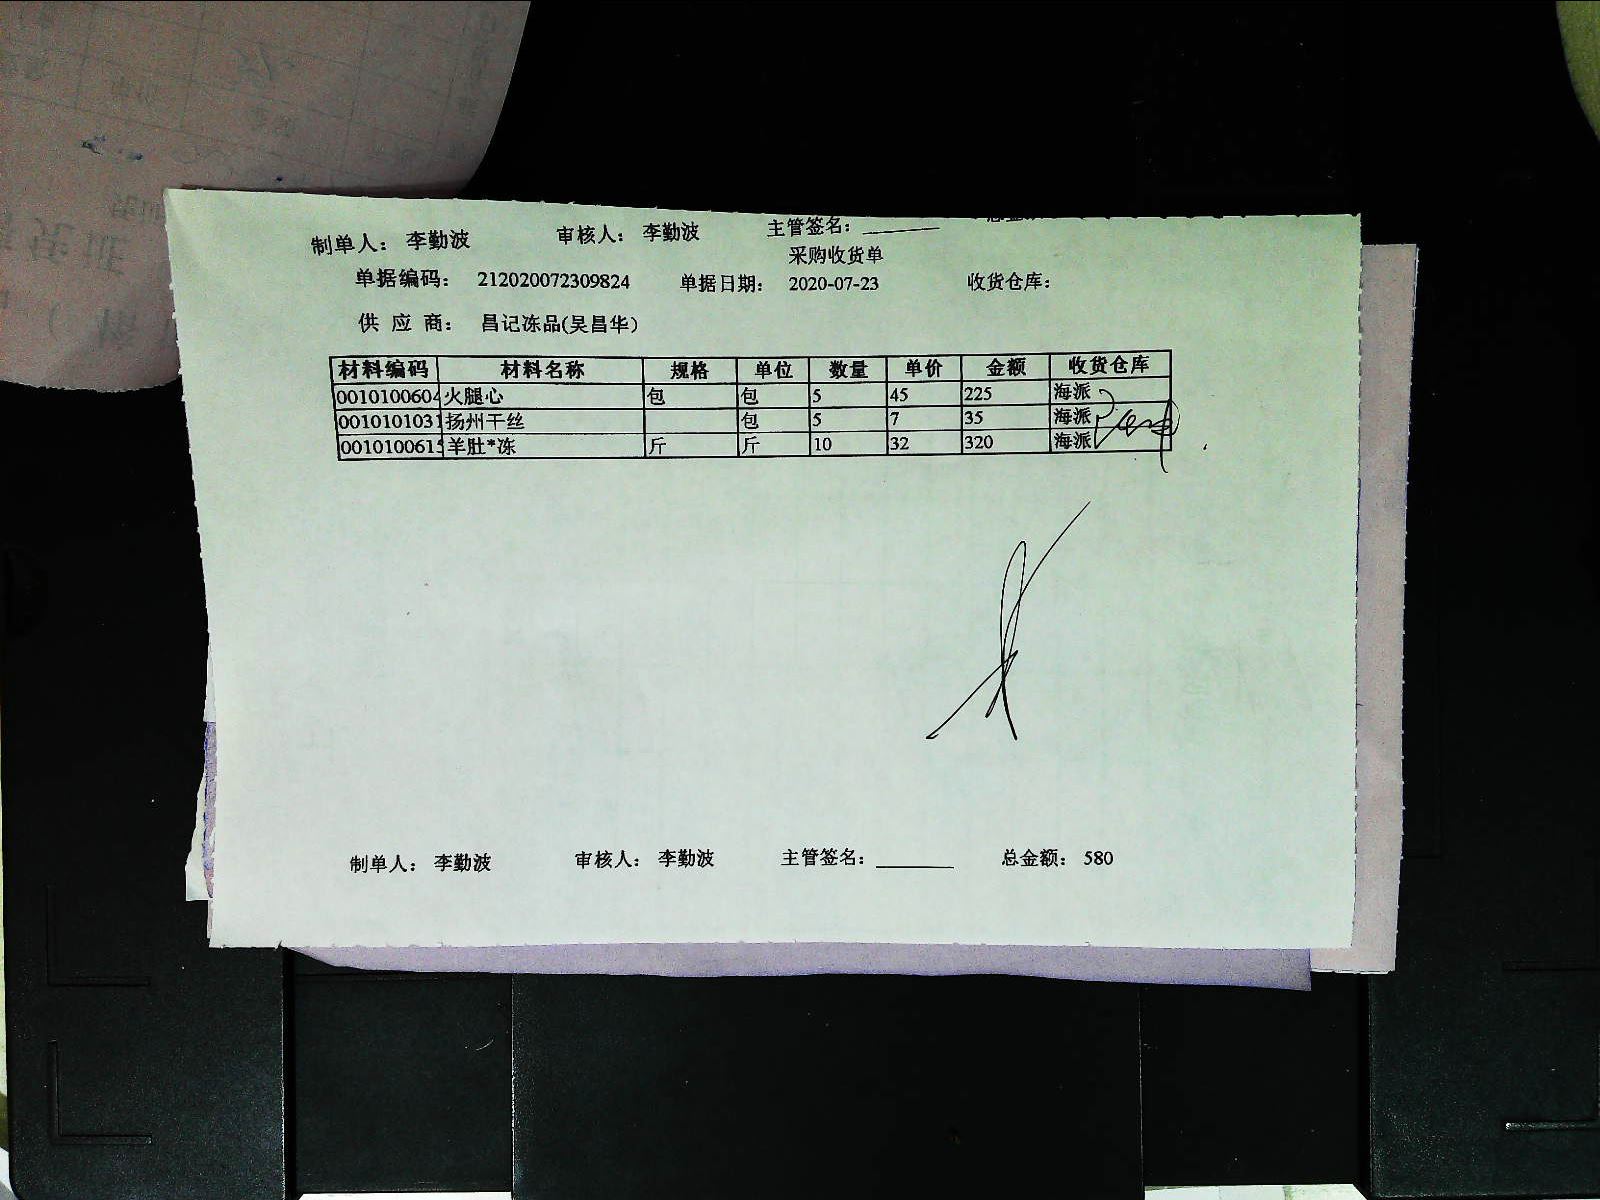 制单人: 李勤波 审核人: 李勤波 主管签名:
采购收货单
单据编码: 212020072309824 单据日期: 2020-07-23 收货仓库:
供 应 商: 昌记冻品(吴昌华)
材料编码 材料名称 规格 单位 数量 单价 金额 收货仓库
0010100604 火腿心 包 包 5 45 225 海派
0010101031 扬州干丝 包 5 7 35 海派
001010061 羊肚*冻 斤 斤 10 32 320 海派
制单人: 李勤波 审核人: 李勤波 主管签名: 总金额: 580